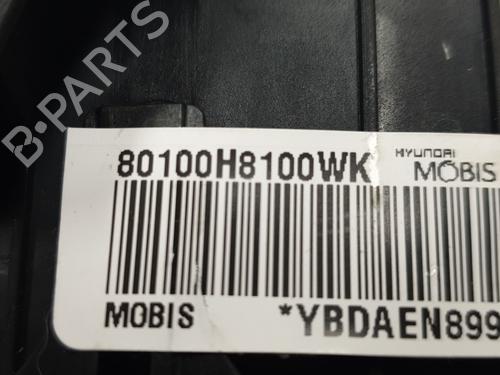 B-PARTS
80100H8100WK
HYUNDAI
MOBIS
MOBIS
*YBDAEN899